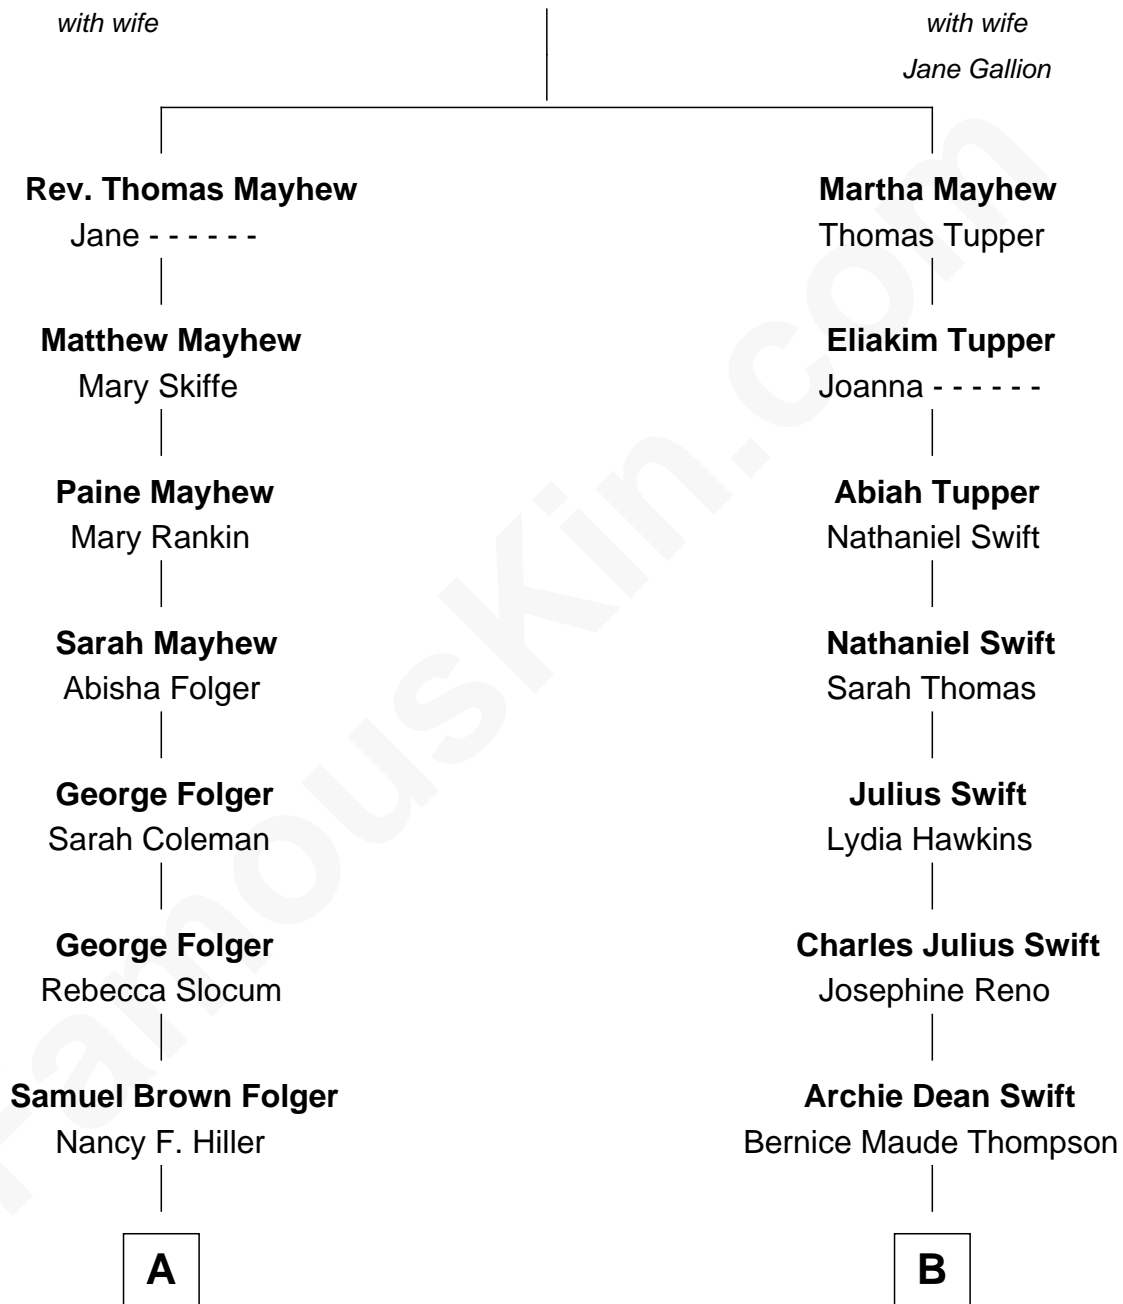 with wife
with wife
Jane Gallion
Rev. Thomas Mayhew
Jane - - - - - -
Martha Mayhew
Thomas Tupper
Matthew Mayhew
Mary Skiffe
Eliakim Tupper
Joanna - - - - - -
Paine Mayhew
Mary Rankin
Abiah Tupper
Nathaniel Swift
Sarah Mayhew
Abisha Folger
Nathaniel Swift
Sarah Thomas
George Folger
Sarah Coleman
Julius Swift
Lydia Hawkins
George Folger
Rebecca Slocum
Charles Julius Swift
Josephine Reno
Samuel Brown Folger
Nancy F. Hiller
Archie Dean Swift
Bernice Maude Thompson
A
B
FamousKin.com